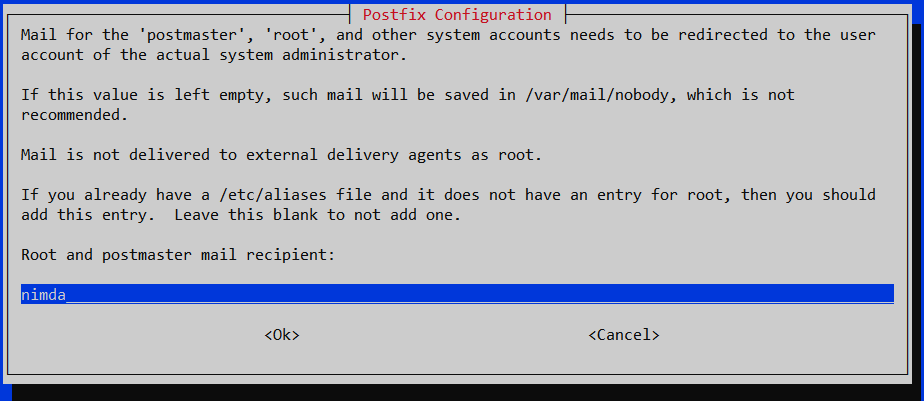 Postfix Configuration
Mail for the 'postmaster', 'root', and other system accounts needs to be redirected to the user
account of the actual system administrator.
If this value is left empty, such mail will be saved in /var/mail/nobody, which is not
recommended.
Mail is not delivered to external delivery agents as root.
If you already have a /etc/aliases file and it does not have an entry for root, then you should
add this entry.  Leave this blank to not add one.
Root and postmaster mail recipient:
nimda
<Ok> <Cancel>